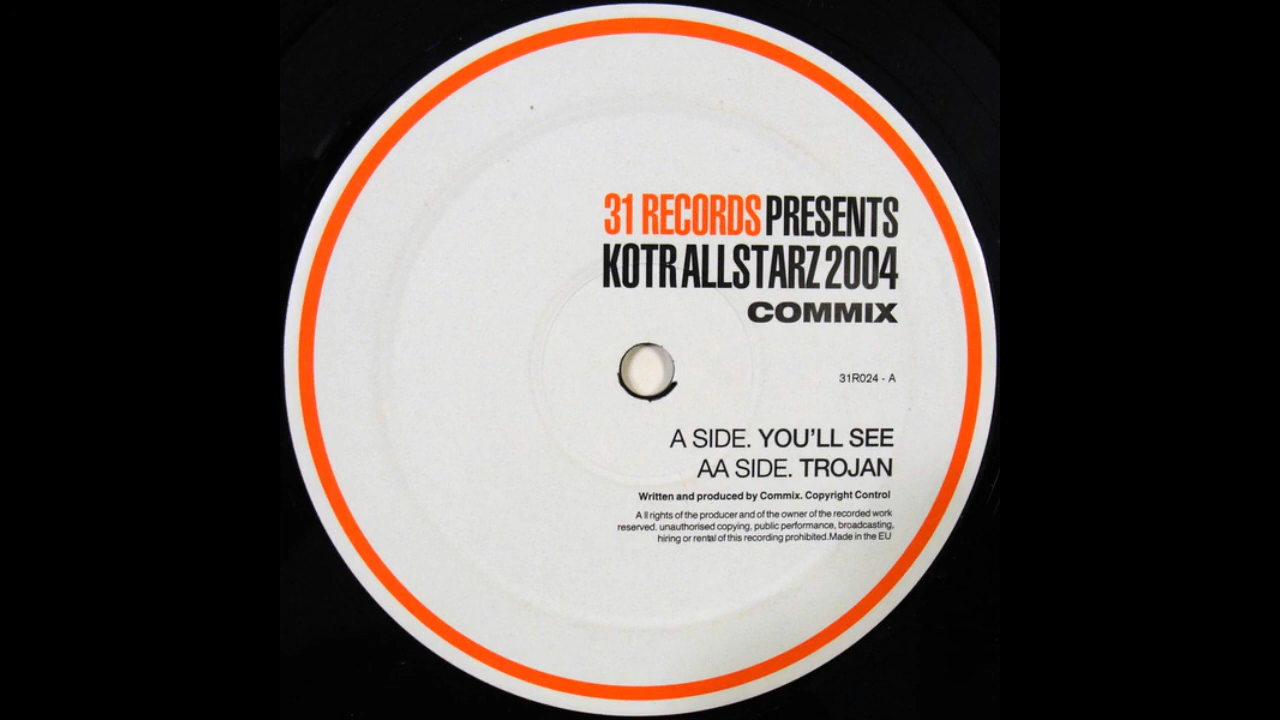 31 RECORDS PRESENTS
KOTR ALLSTARZ 2004
COMMIX
31R024 - A
A SIDE. YOU'LL SEE
AA SIDE. TROJAN
Written and produced by Commix. Copyright Control
All rights of the producer and of the owner of the recorded work
reserved. unauthorised copying, public performance, broadcasting,
hiring or rental of this recording prohibited.Made in the EU